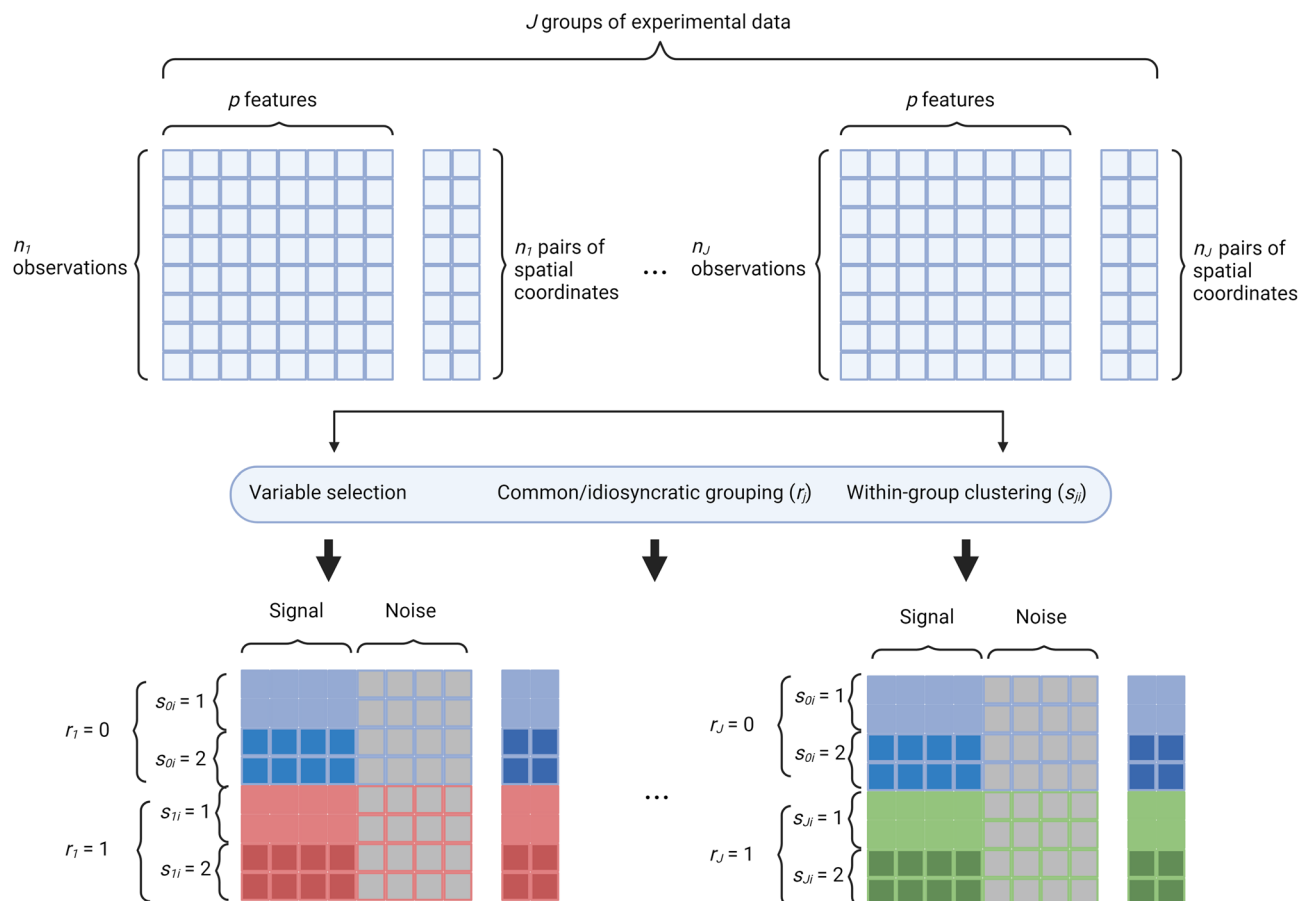 J groups of experimental data
p features
p features
n1
observations
n1 pairs of
spatial
coordinates
...
nJ
observations
nJ pairs of
spatial
coordinates
Variable selection
Common/idiosyncratic grouping (rj)
Within-group clustering (sji)
Signal
Noise
Signal
Noise
r1 = 0
s0i = 1
s0i = 2
r1 = 1
s1i = 1
s1i = 2
...
rJ = 0
s0i = 1
s0i = 2
rJ = 1
sJi = 1
sJi = 2